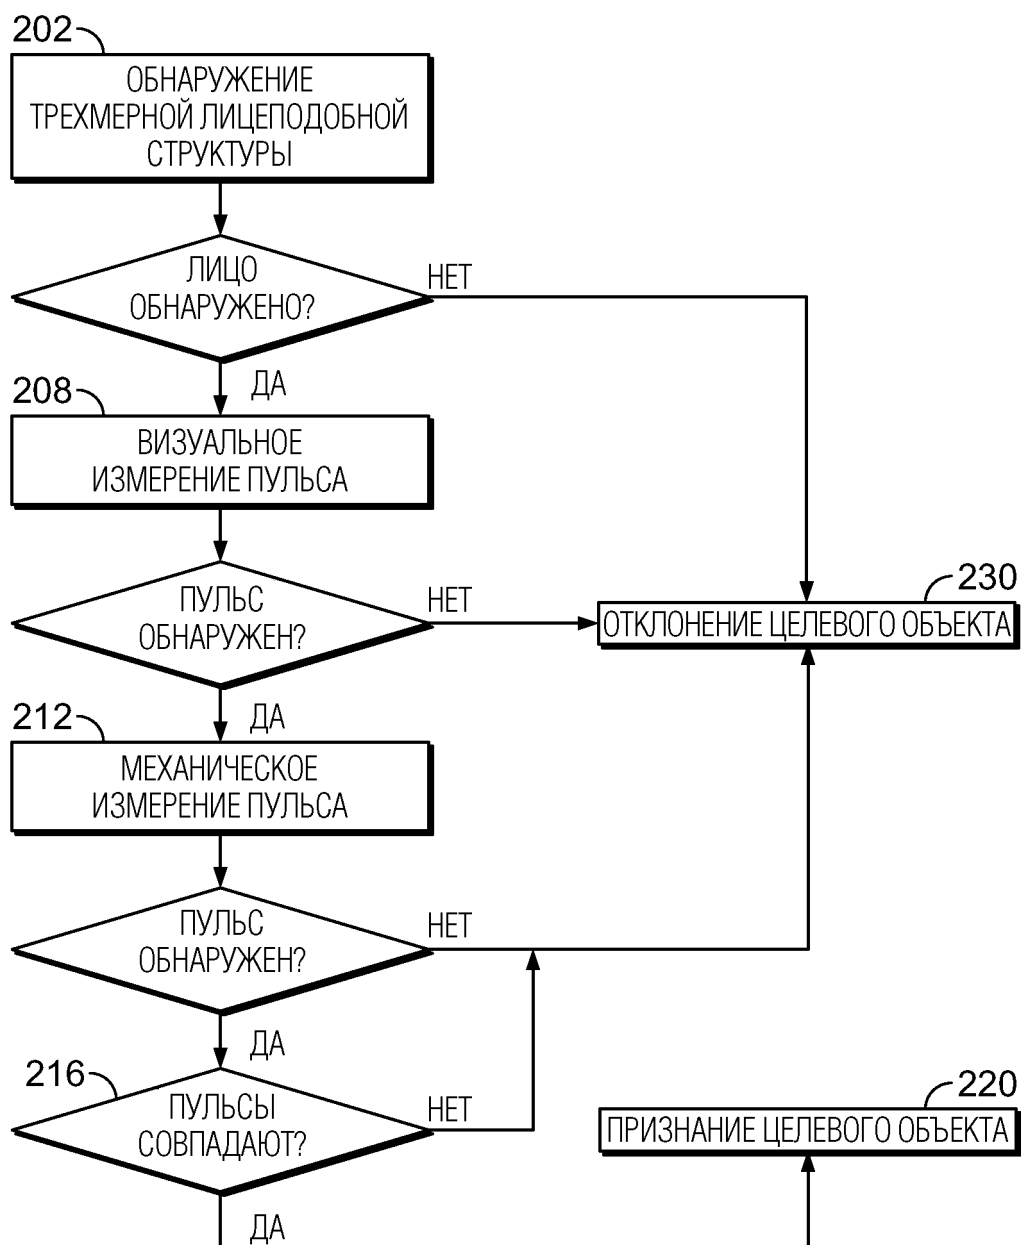 202
ОБНАРУЖЕНИЕ
ТРЕХМЕРНОЙ ЛИЦЕПОДОБНОЙ
СТРУКТУРЫ
ЛИЦО
ОБНАРУЖЕНО?
НЕТ
ДА
208
ВИЗУАЛЬНОЕ
ИЗМЕРЕНИЕ ПУЛЬСА
ПУЛЬС
ОБНАРУЖЕН?
НЕТ
230
ОТКЛОНЕНИЕ ЦЕЛЕВОГО ОБЪЕКТА
ДА
212
МЕХАНИЧЕСКОЕ
ИЗМЕРЕНИЕ ПУЛЬСА
ПУЛЬС
ОБНАРУЖЕН?
НЕТ
ДА
216
ПУЛЬСЫ
СОВПАДАЮТ?
НЕТ
220
ПРИЗНАНИЕ ЦЕЛЕВОГО ОБЪЕКТА
ДА